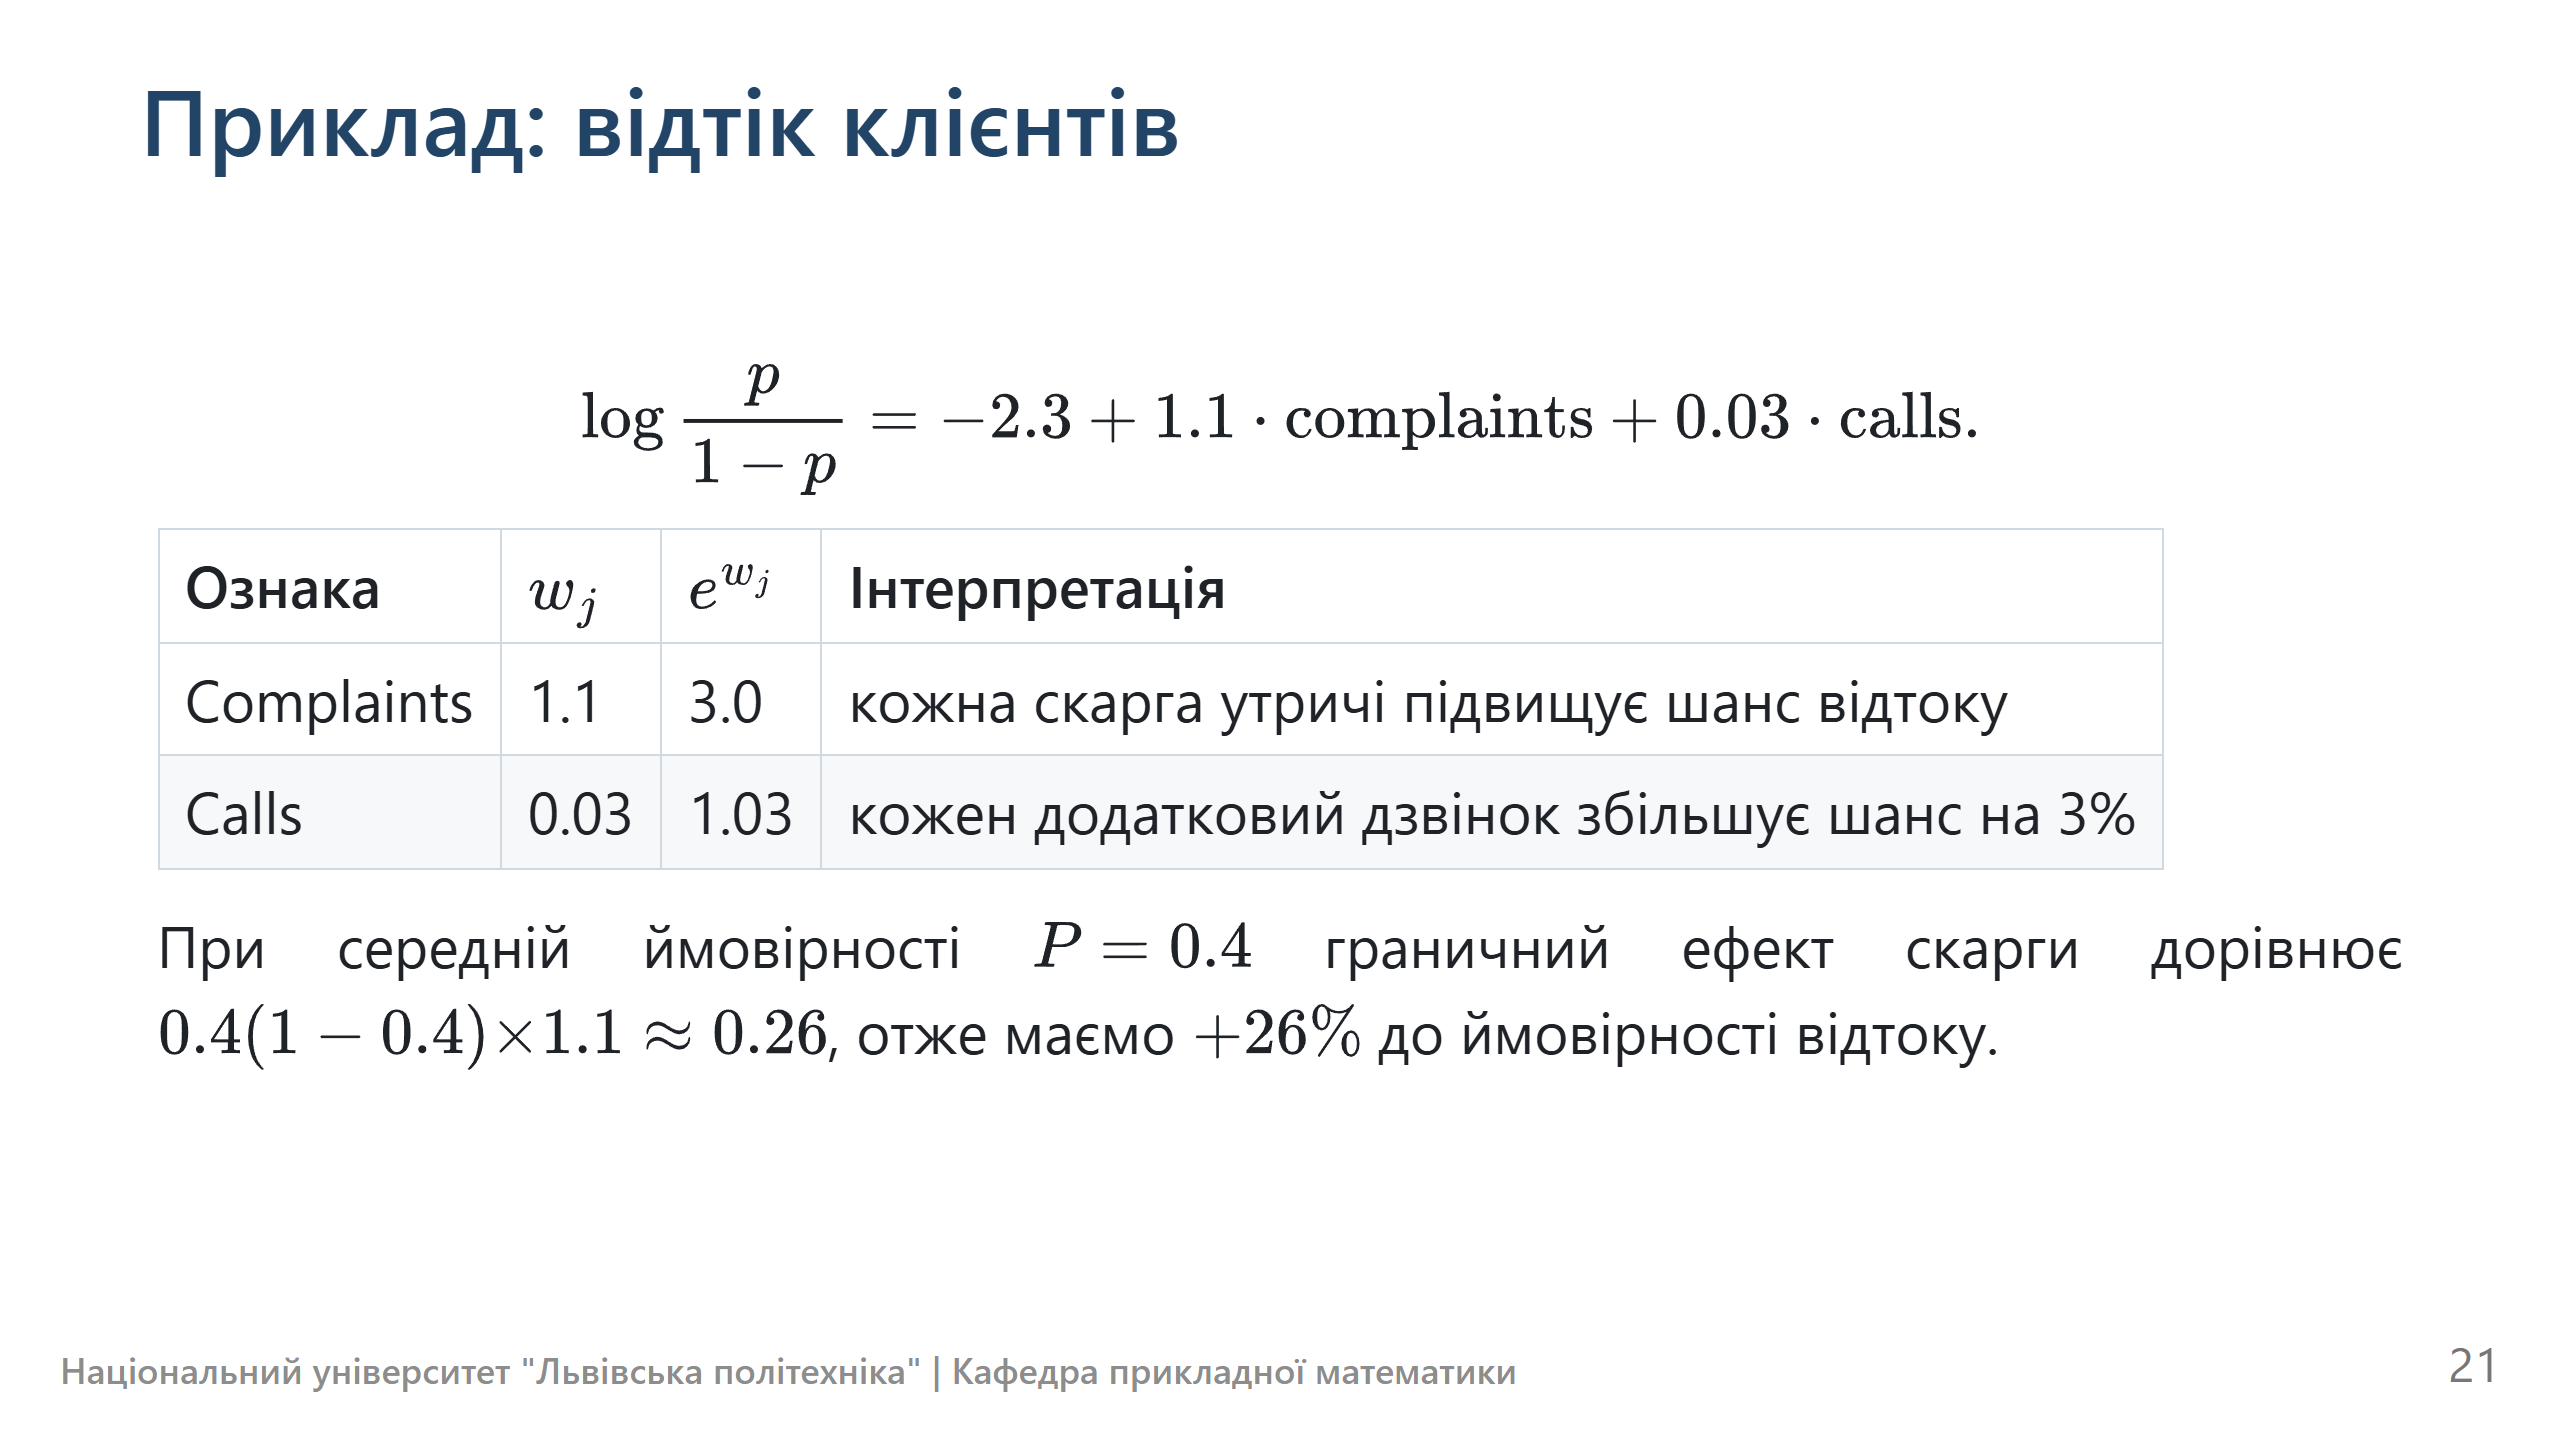 Приклад: відтік клієнтів
log p/(1 − p) = −2.3 + 1.1 · complaints + 0.03 · calls.
Ознака w_j e^{w_j} Інтерпретація
Complaints 1.1 3.0 кожна скарга утричі підвищує шанс відтоку
Calls 0.03 1.03 кожен додатковий дзвінок збільшує шанс на 3%
При середній ймовірності P = 0.4 граничний ефект скарги дорівнює
0.4(1 − 0.4)×1.1 ≈ 0.26, отже маємо +26% до ймовірності відтоку.
Національний університет "Львівська політехніка" | Кафедра прикладної математики
21